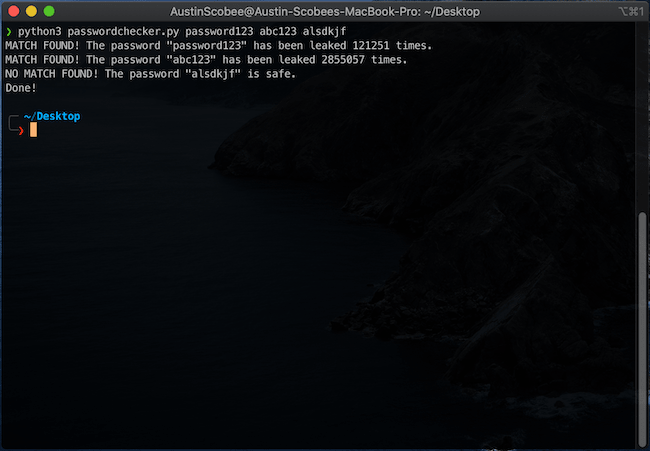 AustinScobee@Austin-Scobees-MacBook-Pro: ~/Desktop
⌥⌘1
❯ python3 passwordchecker.py password123 abc123 alsdkjf
MATCH FOUND! The password "password123" has been leaked 121251 times.
MATCH FOUND! The password "abc123" has been leaked 2855057 times.
NO MATCH FOUND! The password "alsdkjf" is safe.
Done!
~/Desktop
❯